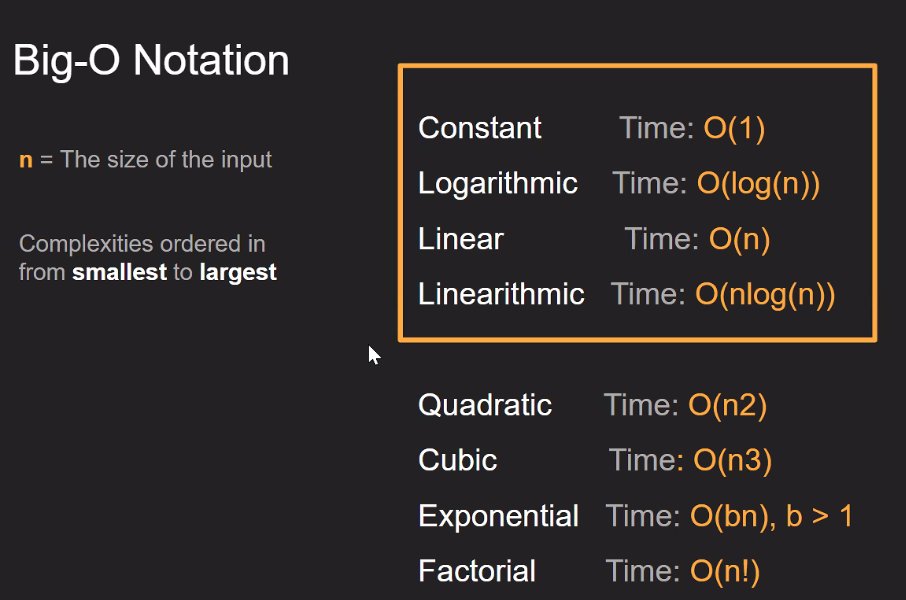 Big-O Notation
n = The size of the input
Complexities ordered in
from smallest to largest
Constant Time: O(1)
Logarithmic Time: O(log(n))
Linear Time: O(n)
Linearithmic Time: O(nlog(n))
Quadratic Time: O(n2)
Cubic Time: O(n3)
Exponential Time: O(bn), b > 1
Factorial Time: O(n!)